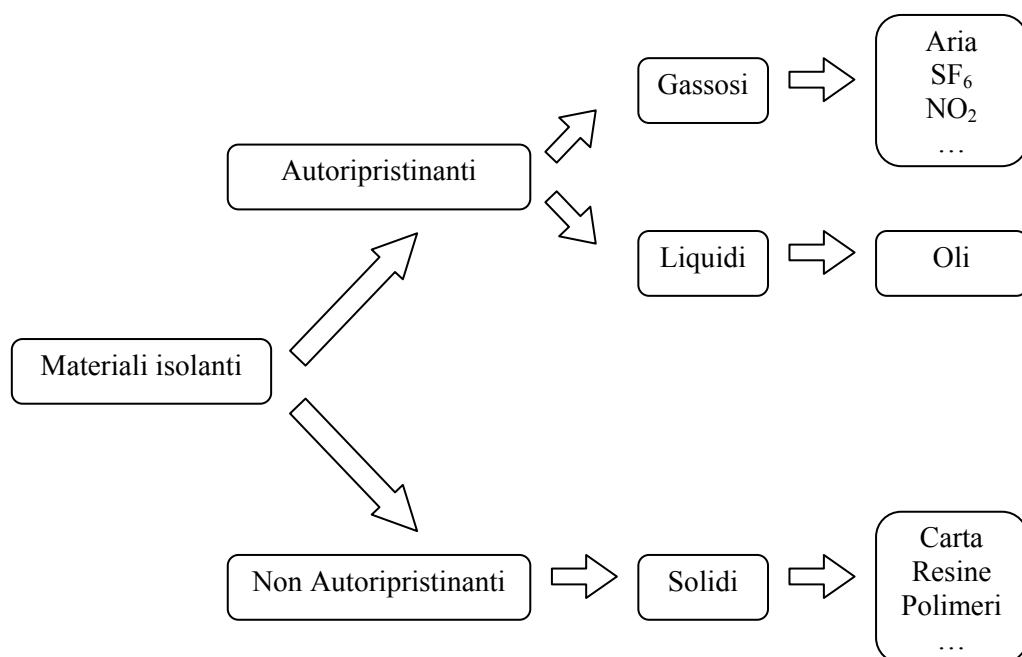 Materiali isolanti
Autoripristinanti
Gassosi
Aria
SF₆
NO₂
…
Liquidi
Oli
Non Autoripristinanti
Solidi
Carta
Resine
Polimeri
…